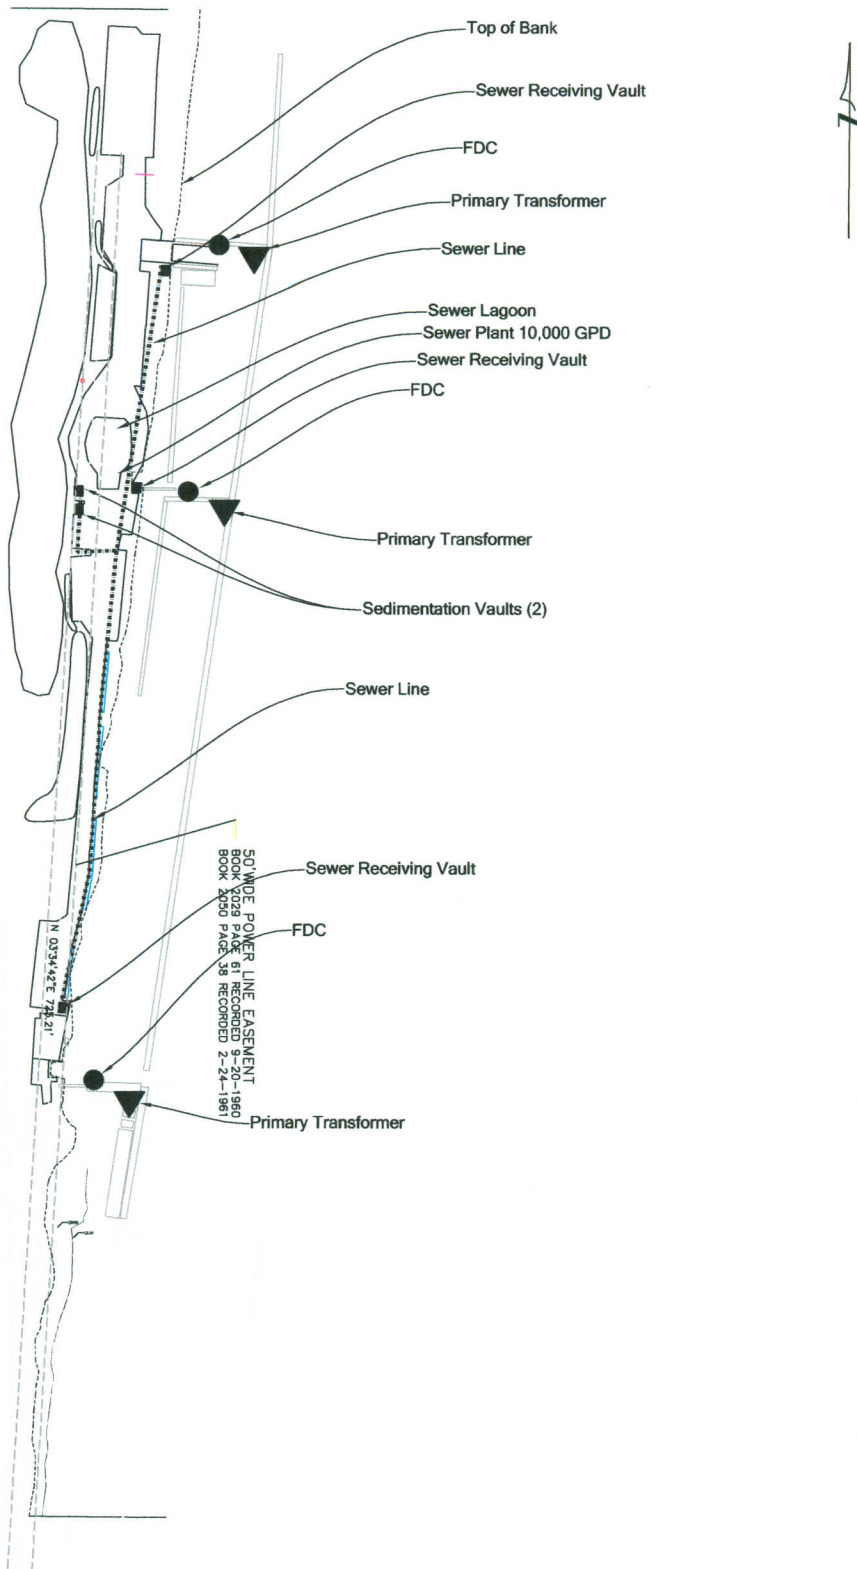 Top of Bank
Sewer Receiving Vault
FDC
Primary Transformer
Sewer Line
Sewer Lagoon
Sewer Plant 10,000 GPD
Sewer Receiving Vault
FDC
Primary Transformer
Sedimentation Vaults (2)
Sewer Line
50'WIDE POWER LINE EASEMENT
BOOK 2029 PAGE 61 RECORDED 9-20-1960
BOOK 2050 PAGE 38 RECORDED 2-24-1961
Sewer Receiving Vault
FDC
N 03°34'42"E 725.21'
Primary Transformer